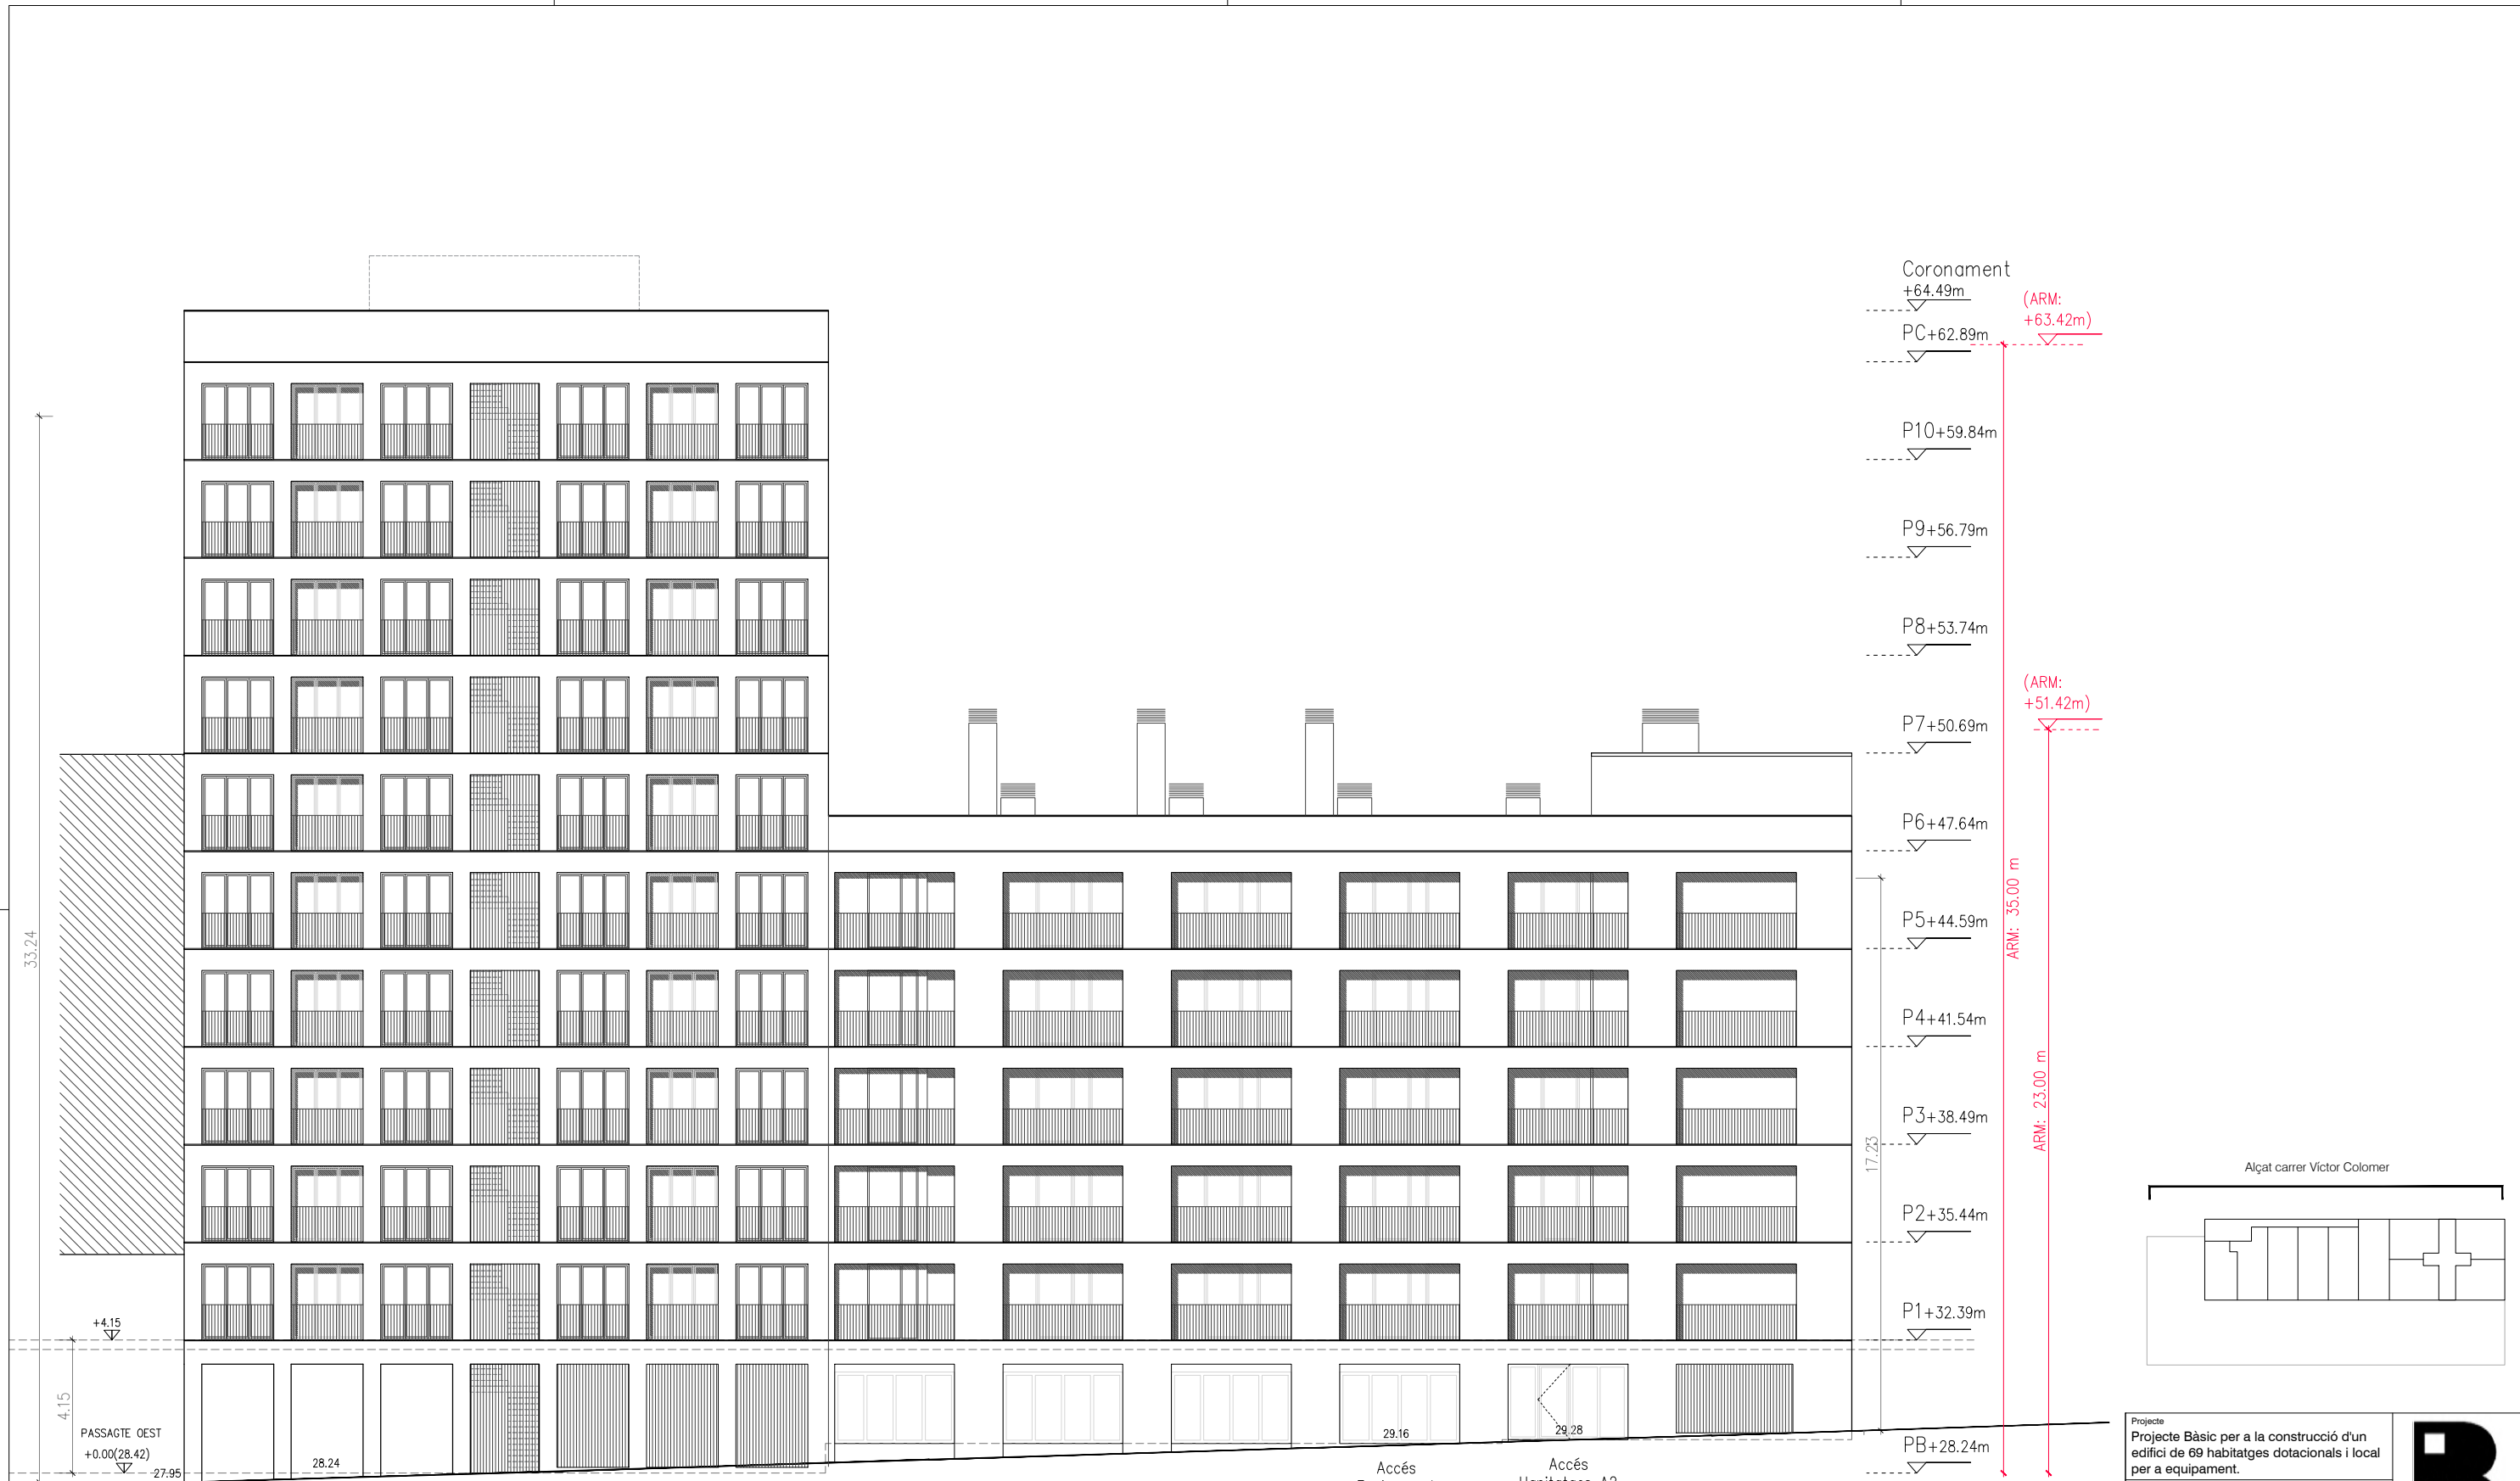 Coronament
+64.49m
(ARM:
+63.42m)
PC+62.89m
P10+59.84m
P9+56.79m
P8+53.74m
(ARM:
+51.42m)
P7+50.69m
P6+47.64m
ARM: 35.00 m
P5+44.59m
33.24
P4+41.54m
ARM: 23.00 m
P3+38.49m
17.23
Alçat carrer Víctor Colomer
P2+35.44m
P1+32.39m
+4.15
4.15
PASSAGTE OEST
+0.00(28.42)
27.95
28.24
29.16
29.28
Accés
Accés
Habitatges A2
PB+28.24m
Projecte
Projecte Bàsic per a la construcció d'un
edifici de 69 habitatges dotacionals i local
per a equipament.